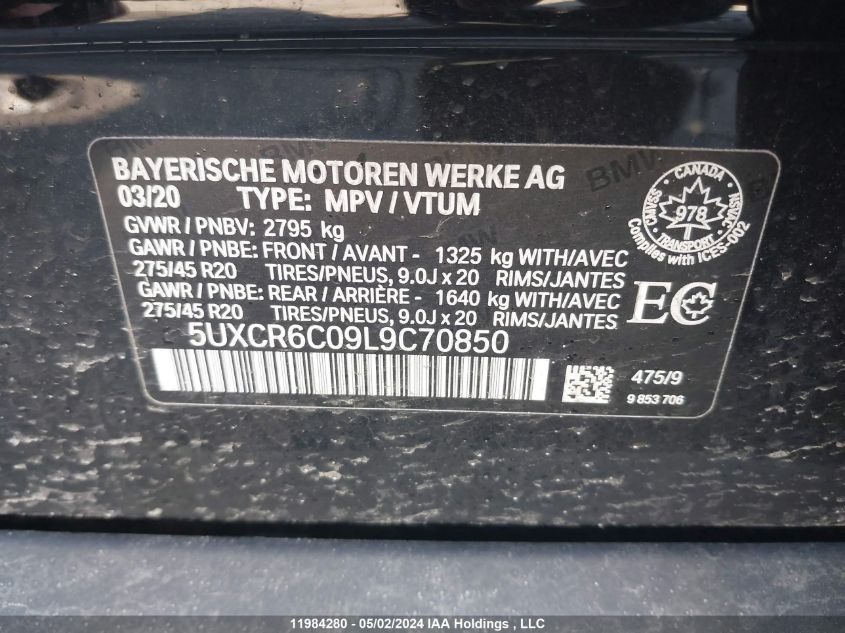 BAYERISCHE MOTOREN WERKE AG
03/20 TYPE: MPV / VTUM
GVWR / PNBV: 2795 kg
GAWR / PNBE: FRONT / AVANT - 1325 kg WITH/AVEC
275/45 R20 TIRES/PNEUS, 9.0J x 20 RIMS/JANTES
GAWR / PNBE: REAR / ARRIÈRE - 1640 kg WITH/AVEC
275/45 R20 TIRES/PNEUS, 9.0J x 20 RIMS/JANTES
5UXCR6C09L9C70850
CANADA
978
TRANSPORT
Complies with ICES-002
EC
475/9
9 853 706
BMW
11984280 - 05/02/2024 IAA Holdings , LLC